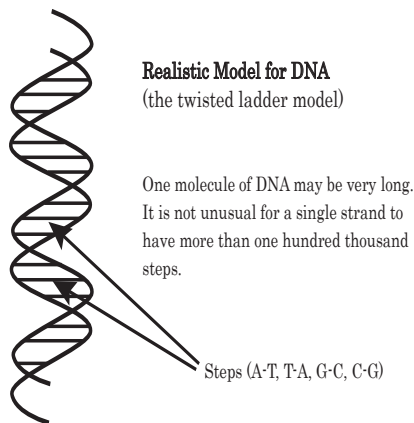 Realistic Model for DNA
(the twisted ladder model)
One molecule of DNA may be very long.
It is not unusual for a single strand to
have more than one hundred thousand
steps.
Steps (A-T, T-A, G-C, C-G)